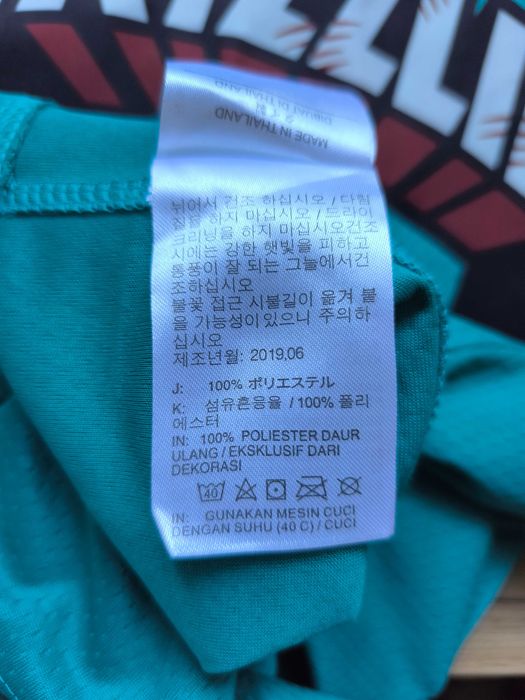 MADE IN THAILAND
DIBUAT DI THAILAND
뉘어서 건조 하십시오 / 다림
질을 하지 마십시오 / 드라이
크리닝을 하지 마십시오건조
시에는 강한 햇빛을 피하고
통풍이 잘 되는 그늘에서건
조하십시오
불꽃 접근 시불길이 옮겨 붙
을 가능성이있으니 주의하
십시오
제조년월: 2019.06
J: 100% ポリエステル
K: 섬유혼용율 / 100% 폴리
에스터
IN: 100% POLIESTER DAUR
ULANG / EKSKLUSIF DARI
DEKORASI
40
IN: GUNAKAN MESIN CUCI
DENGAN SUHU (40 C) / CUCI